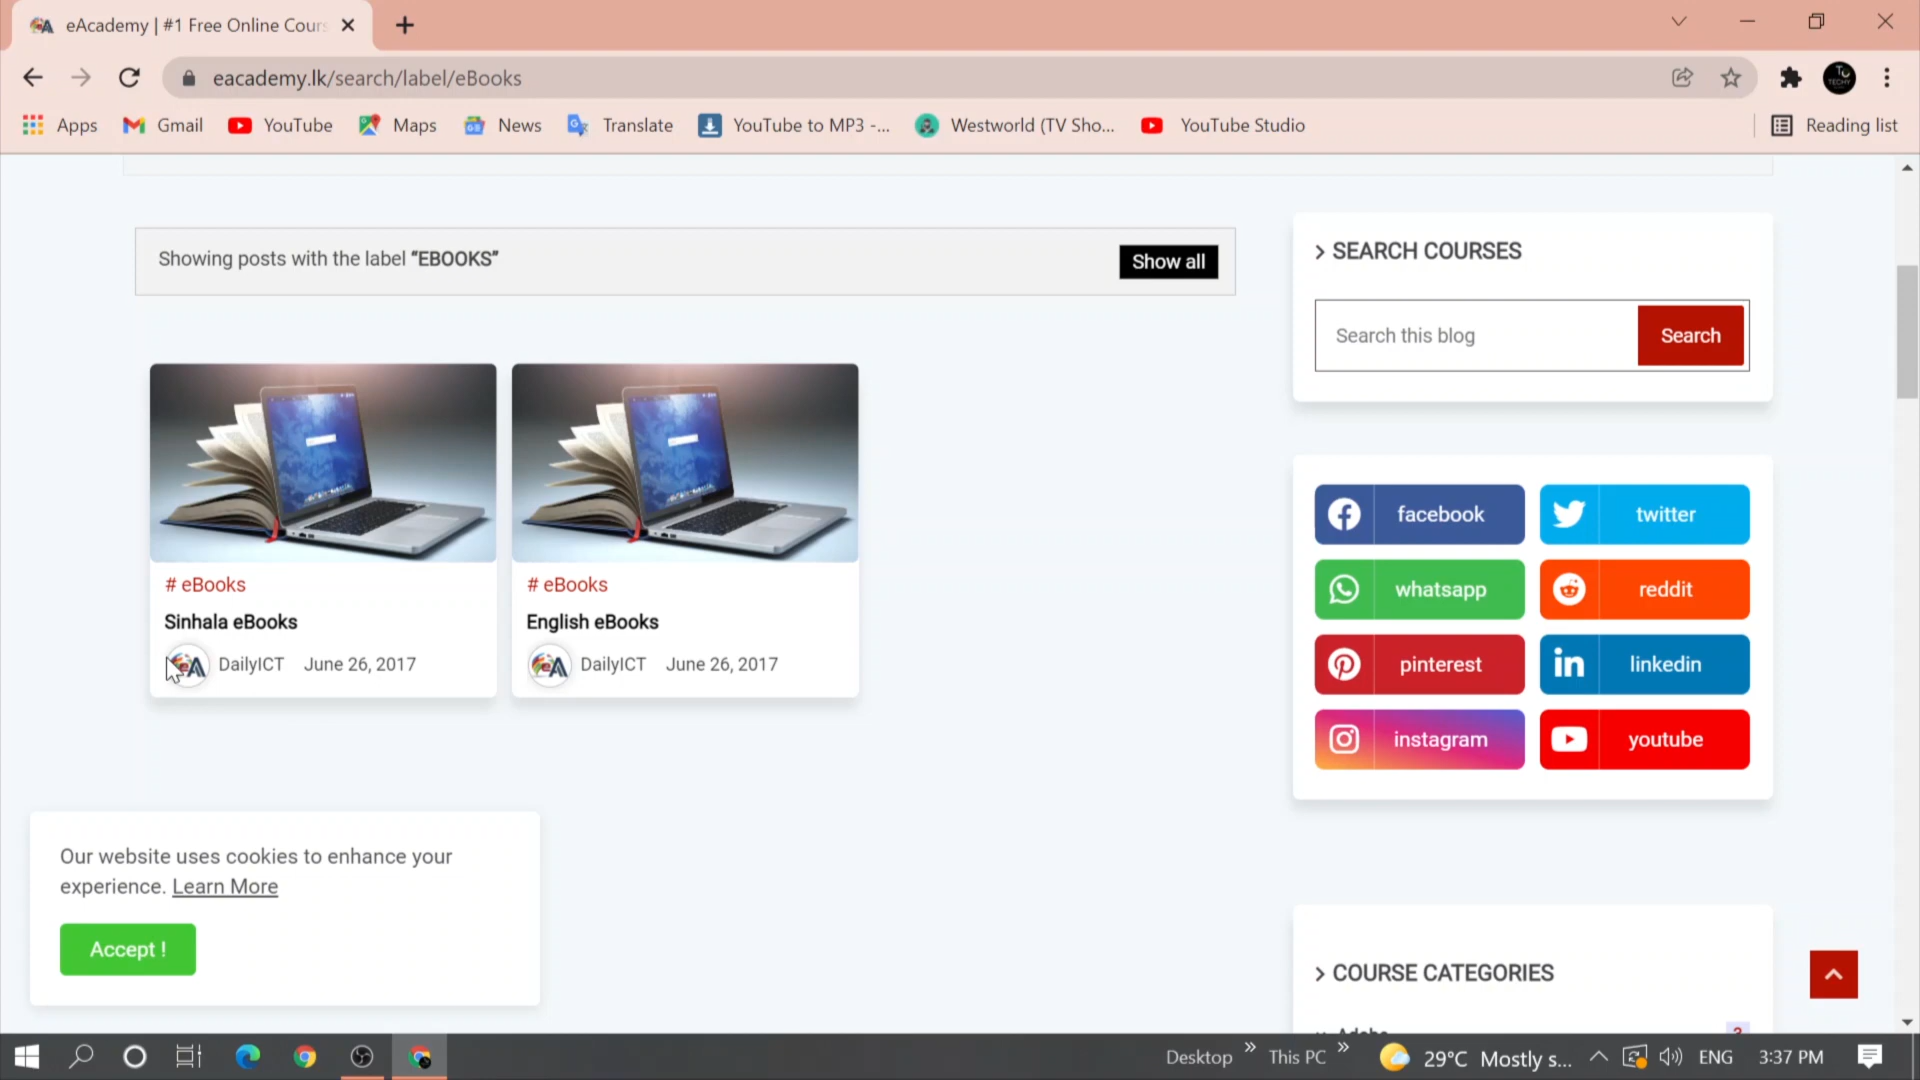 eAcademy | #1 Free Online Cour
eacademy.lk/search/label/eBooks
Apps Gmail YouTube Maps News Translate YouTube to MP3 -... Westworld (TV Sho... YouTube Studio Reading list
Showing posts with the label “EBOOKS”
Show all
# eBooks
Sinhala eBooks
DailyICT June 26, 2017
# eBooks
English eBooks
DailyICT June 26, 2017
SEARCH COURSES
Search this blog
Search
facebook
twitter
whatsapp
reddit
pinterest
linkedin
instagram
youtube
COURSE CATEGORIES
Our website uses cookies to enhance your
experience. Learn More
Accept !
Desktop » This PC » 29°C Mostly s... ENG 3:37 PM